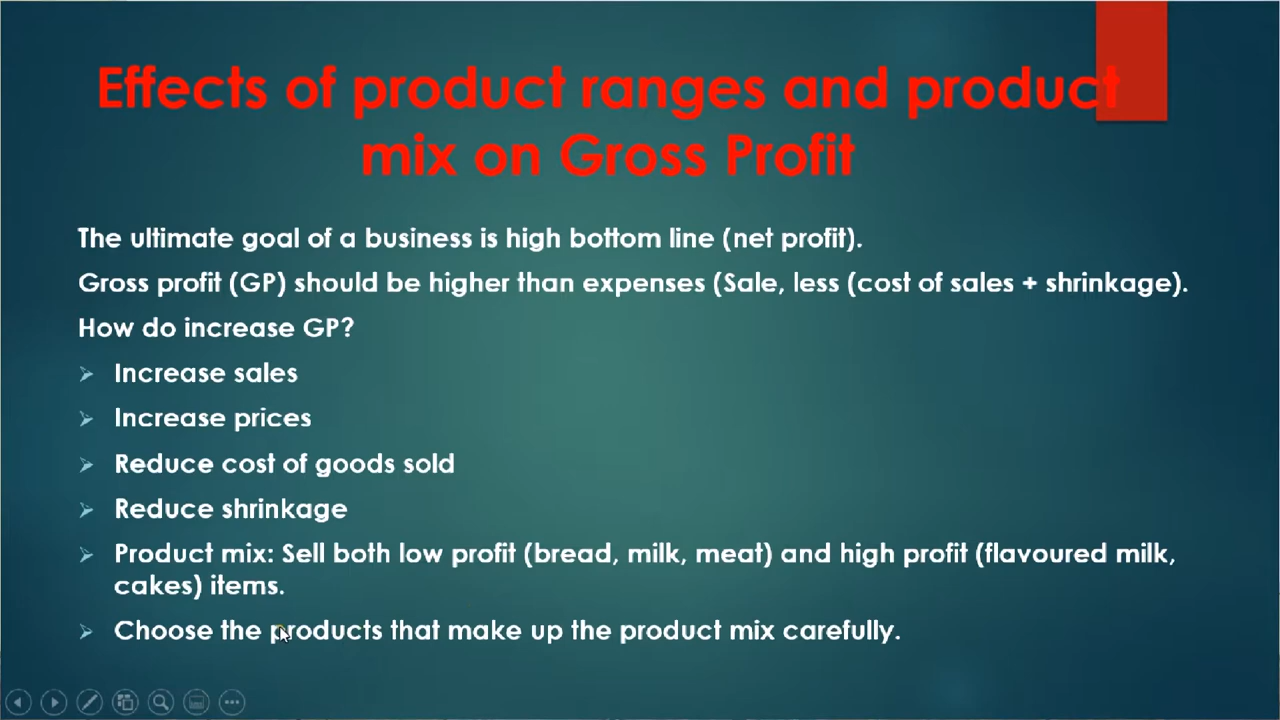 Effects of product ranges and product
mix on Gross Profit
The ultimate goal of a business is high bottom line (net profit).
Gross profit (GP) should be higher than expenses (Sale, less (cost of sales + shrinkage).
How do increase GP?
Increase sales
Increase prices
Reduce cost of goods sold
Reduce shrinkage
Product mix: Sell both low profit (bread, milk, meat) and high profit (flavoured milk,
cakes) items.
Choose the products that make up the product mix carefully.